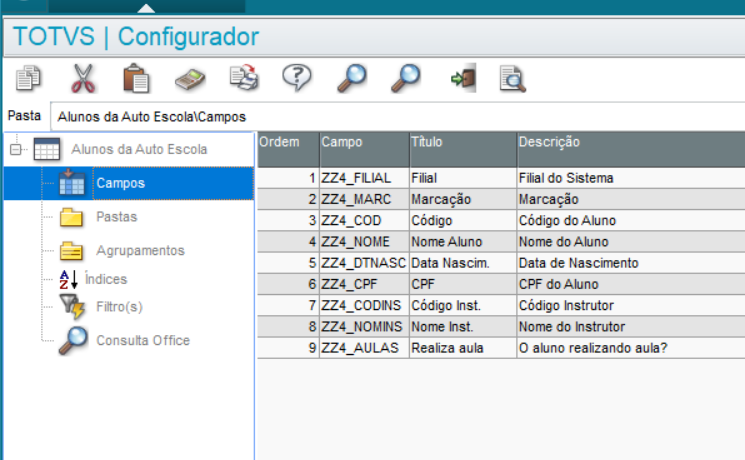 TOTVS | Configurador
Pasta Alunos da Auto Escola\Campos
Alunos da Auto Escola
Campos
Pastas
Agrupamentos
Índices
Filtro(s)
Consulta Office
Ordem Campo Título Descrição
1 ZZ4_FILIAL Filial Filial do Sistema
2 ZZ4_MARC Marcação Marcação
3 ZZ4_COD Código Código do Aluno
4 ZZ4_NOME Nome Aluno Nome do Aluno
5 ZZ4_DTNASC Data Nascim. Data de Nascimento
6 ZZ4_CPF CPF CPF do Aluno
7 ZZ4_CODINS Código Inst. Código Instrutor
8 ZZ4_NOMINS Nome Inst. Nome do Instrutor
9 ZZ4_AULAS Realiza aula O aluno realizando aula?